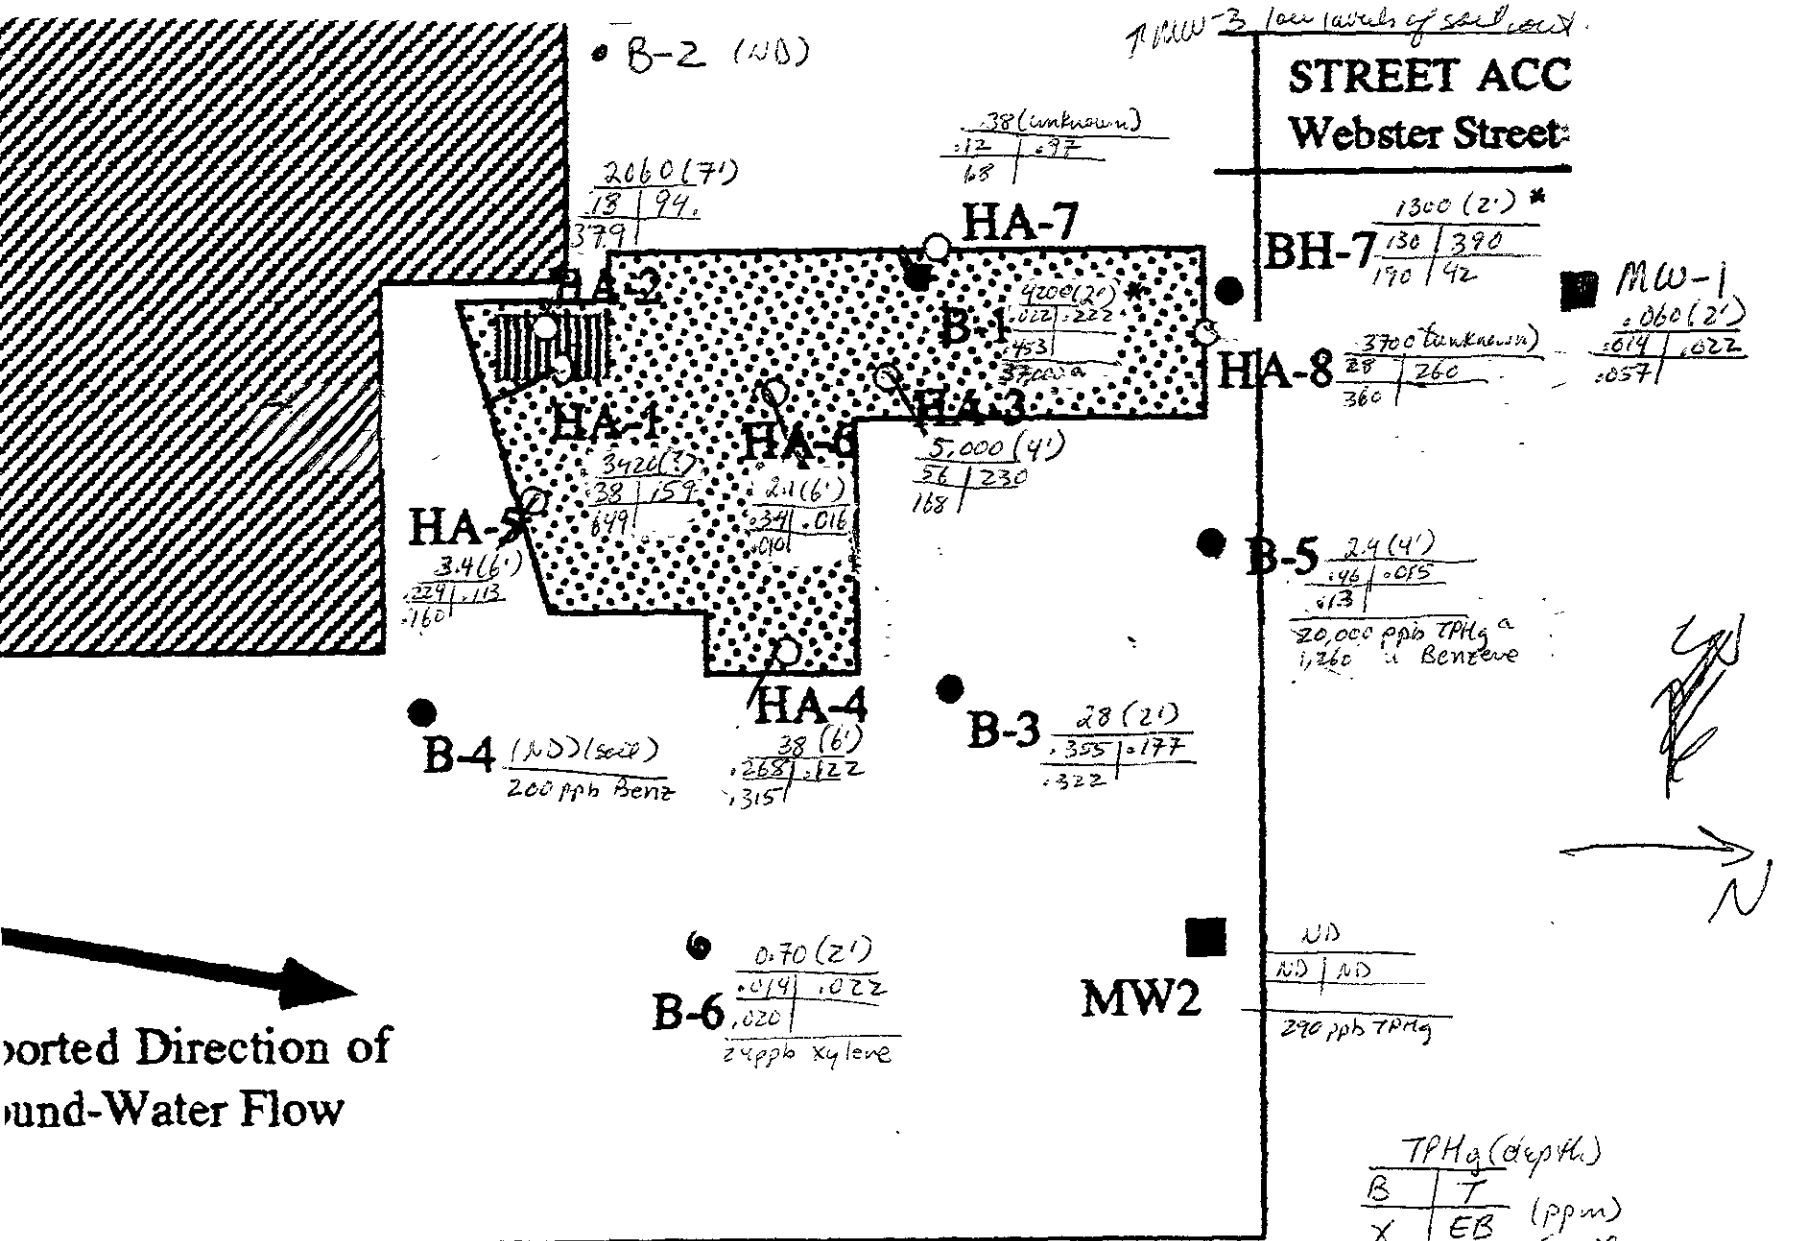 B-2 (ND)
MW-3 low levels of soil cont.
STREET ACC
Webster Street
.38 (unknown)
.12 .97
168
2060 (7')
.18 94.
379
HA-7
BH-7
1300 (2') *
130 390
190 42
MW-1
.060 (2')
.014 .022
.057
HA-2
B-1
4200 (2') *
.022 .222
.453
HA-8
3700 (unknown)
28 260
360
HA-1
3420 (?)
38 159
649
HA-6
2.1 (6')
.34 .016
.010
HA-3
5,000 (4')
56 230
168
HA-5
3.4 (6')
.229 .113
.160
B-5
2.4 (4')
.46 .015
.13
20,000 ppb TPHg
1,260 " Benzene
B-4
(ND) (soil)
200 ppb Benz
HA-4
38 (6')
.268 .122
.315
B-3
28 (2')
.355 .177
.322
N
B-6
0.70 (2')
.014 .022
.020
24 ppb xylene
MW2
ND
ND ND
290 ppb TPHg
ported Direction of
und-Water Flow
TPHg (depth)
B T
X EB (ppm)